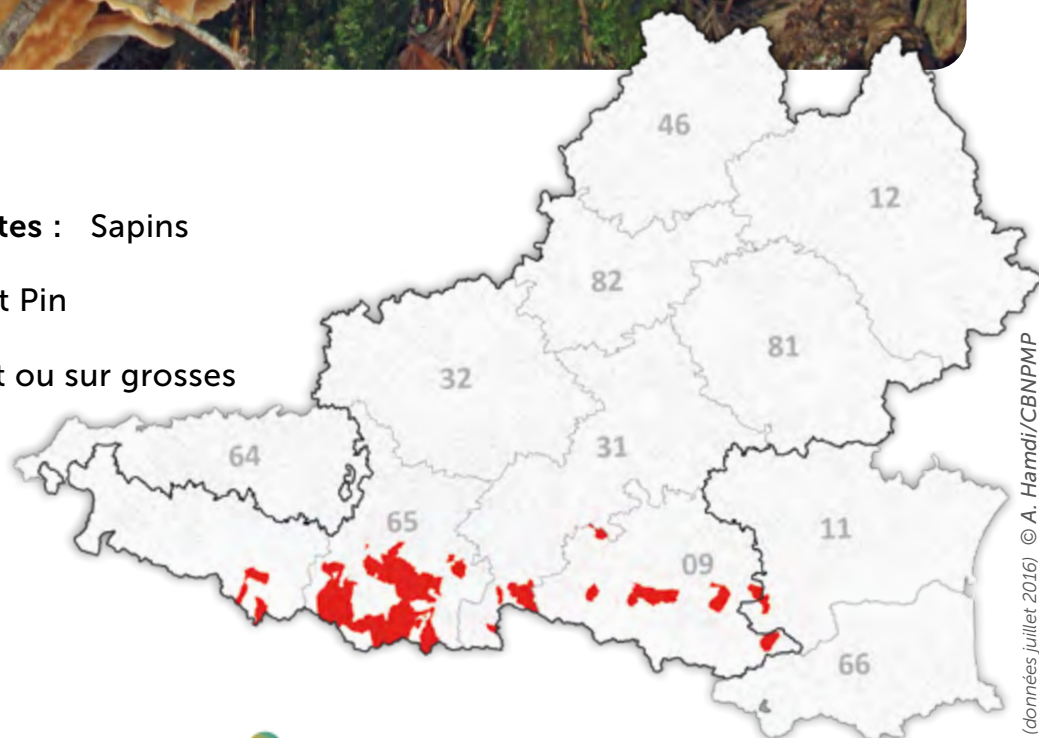 tes : Sapins
t Pin
t ou sur grosses
46
12
82
81
32
31
64
65
09
11
66
(données juillet 2016) © A. Hamdi/CBNPMP